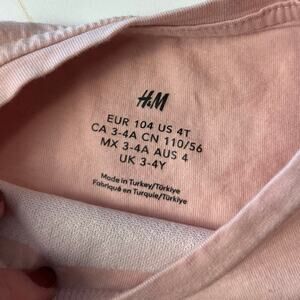 H&M
EUR 104 US 4T
CA 3-4A CN 110/56
MX 3-4A AUS 4
UK 3-4Y
Made in Turkey/Türkiye
Fabriqué en Turquie/Türkiye